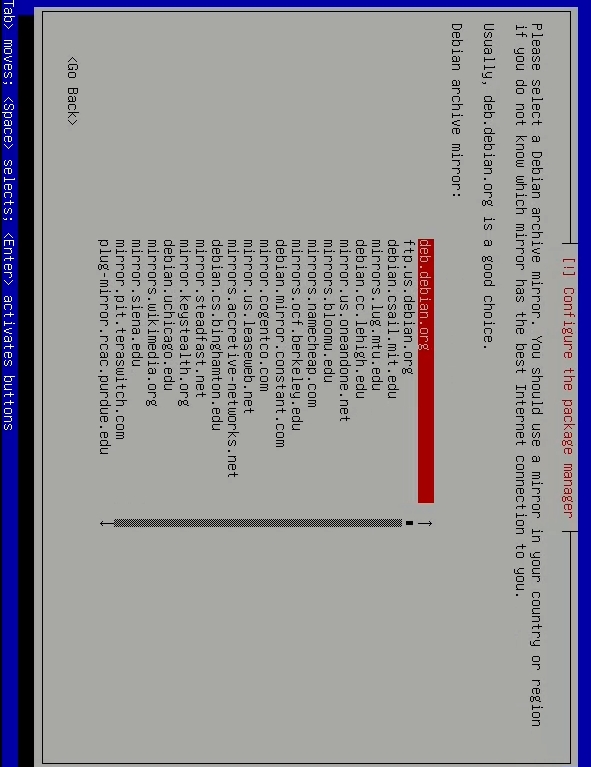 [!] Configure the package manager
Please select a Debian archive mirror. You should use a mirror in your country or region
if you do not know which mirror has the best Internet connection to you.
Usually, deb.debian.org is a good choice.
Debian archive mirror:
deb.debian.org
ftp.us.debian.org
debian.csail.mit.edu
mirrors.lug.mtu.edu
debian.cc.lehigh.edu
mirror.us.oneandone.net
mirrors.bloomu.edu
mirrors.namecheap.com
mirrors.ocf.berkeley.edu
debian.mirror.constant.com
mirror.cogentco.com
mirror.us.leaseweb.net
mirrors.accretive-networks.net
debian.cs.binghamton.edu
mirror.steadfast.net
mirror.keystealth.org
debian.uchicago.edu
mirrors.wikimedia.org
mirror.siena.edu
mirror.pit.teraswitch.com
plug-mirror.rcac.purdue.edu
<Go Back>
Tab> moves; <Space> selects; <Enter> activates buttons